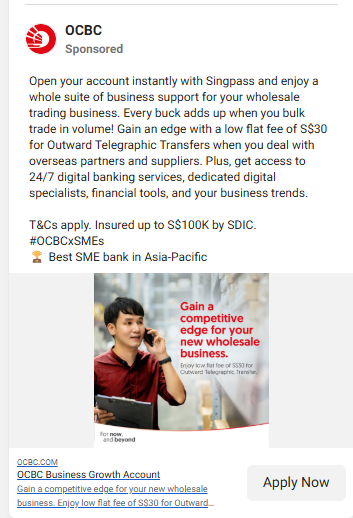 OCBC
Sponsored
Open your account instantly with Singpass and enjoy a
whole suite of business support for your wholesale
trading business. Every buck adds up when you bulk
trade in volume! Gain an edge with a low flat fee of S$30
for Outward Telegraphic Transfers when you deal with
overseas partners and suppliers. Plus, get access to
24/7 digital banking services, dedicated digital
specialists, financial tools, and your business trends.
T&Cs apply. Insured up to S$100K by SDIC.
#OCBCxSMEs
🏆 Best SME bank in Asia-Pacific
Gain a
competitive
edge for your
new wholesale
business.
Enjoy low flat fee of S$30 for
Outward Telegraphic Transfer.
For now,
and beyond
OCBC.COM
OCBC Business Growth Account
Gain a competitive edge for your new wholesale
business. Enjoy low flat fee of S$30 for Outward...
Apply Now